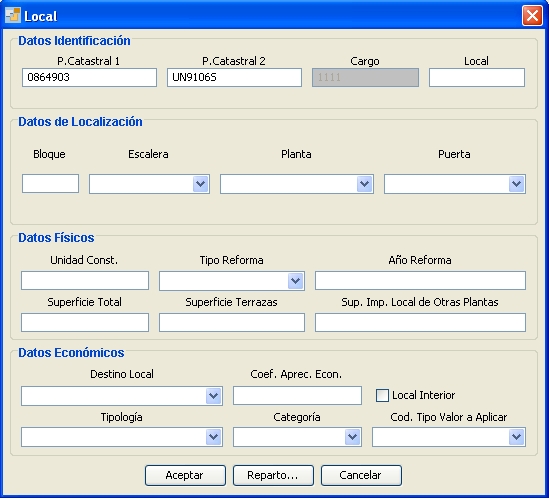 Local
Datos Identificación
P.Catastral 1 P.Catastral 2 Cargo Local
0864903 UN9106S 1111
Datos de Localización
Bloque Escalera Planta Puerta
Datos Físicos
Unidad Const. Tipo Reforma Año Reforma
Superficie Total Superficie Terrazas Sup. Imp. Local de Otras Plantas
Datos Económicos
Destino Local Coef. Aprec. Econ.
Local Interior
Tipología Categoría Cod. Tipo Valor a Aplicar
Aceptar Reparto... Cancelar